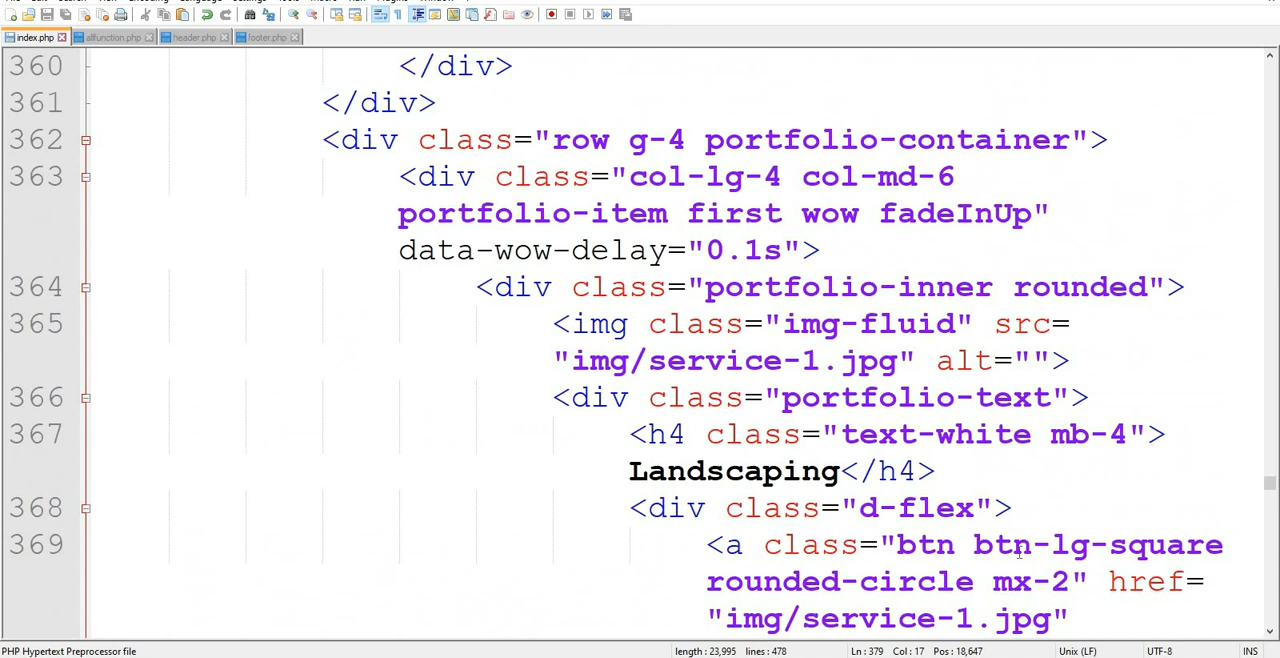 index.php allfunction.php header.php footer.php
360 </div>
361 </div>
362 <div class="row g-4 portfolio-container">
363 <div class="col-lg-4 col-md-6
portfolio-item first wow fadeInUp"
data-wow-delay="0.1s">
364 <div class="portfolio-inner rounded">
365 <img class="img-fluid" src=
"img/service-1.jpg" alt="">
366 <div class="portfolio-text">
367 <h4 class="text-white mb-4">
Landscaping</h4>
368 <div class="d-flex">
369 <a class="btn btn-lg-square
rounded-circle mx-2" href=
"img/service-1.jpg"
PHP Hypertext Preprocessor file length : 23,995 lines : 478 Ln : 379 Col : 17 Pos : 18,647 Unix (LF) UTF-8 INS